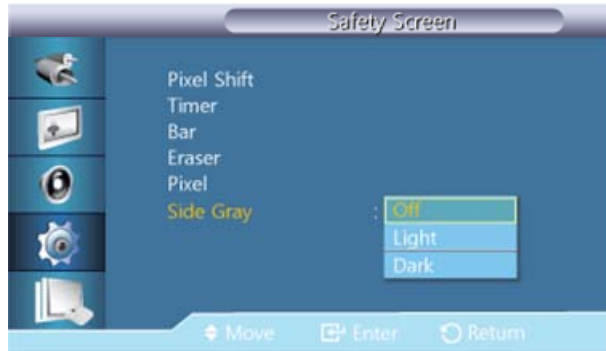 Safety Screen
Pixel Shift
Timer
Bar
Eraser
Pixel
Side Gray : Off
Light
Dark
Move Enter Return